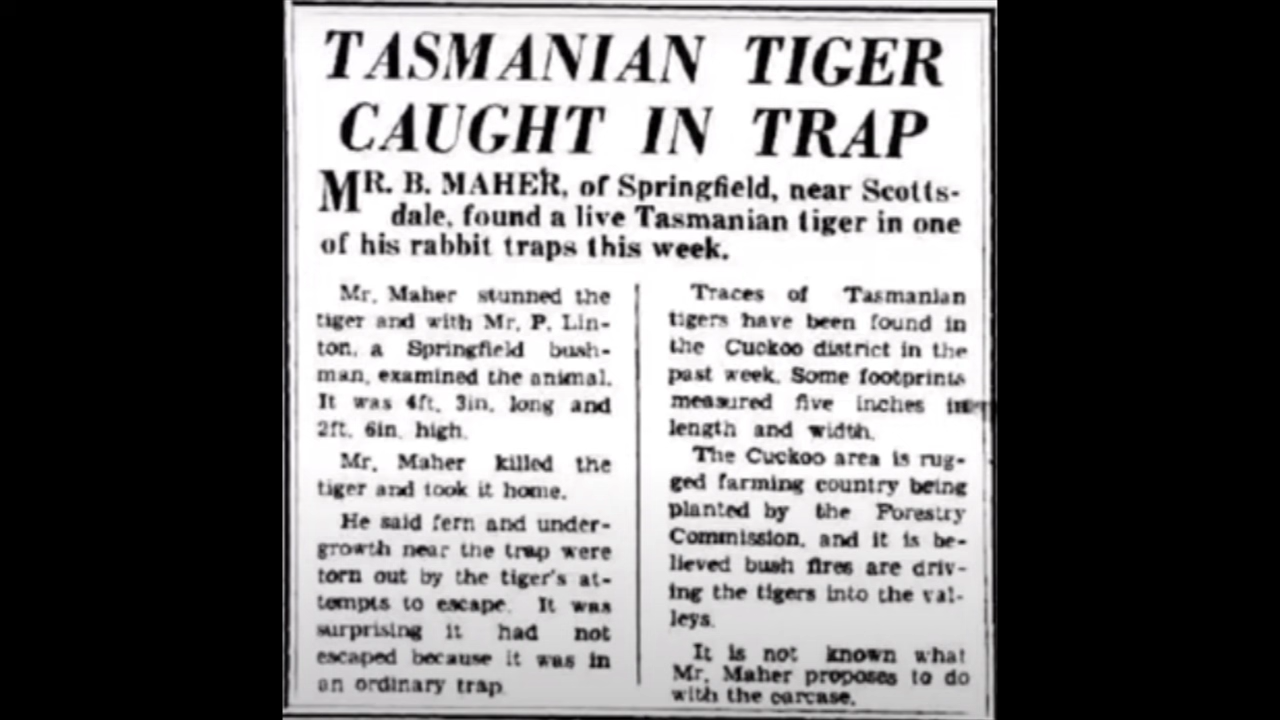 TASMANIAN TIGER
CAUGHT IN TRAP
MR. B. MAHER, of Springfield, near Scotts-
dale, found a live Tasmanian tiger in one
of his rabbit traps this week.
Mr. Maher stunned the
tiger and with Mr. P. Lin-
ton, a Springfield bush-
man, examined the animal.
It was 4ft. 3in. long and
2ft. 6in. high.
Mr. Maher killed the
tiger and took it home.
He said fern and under-
growth near the trap were
torn out by the tiger's at-
tempts to escape. It was
surprising it had not
escaped because it was in
an ordinary trap.
Traces of Tasmanian
tigers have been found in
the Cuckoo district in the
past week. Some footprints
measured five inches in
length and width.
The Cuckoo area is rug-
ged farming country being
planted by the Forestry
Commission, and it is be-
lieved bush fires are driv-
ing the tigers into the val-
leys.
It is not known what
Mr. Maher proposes to do
with the carcase.